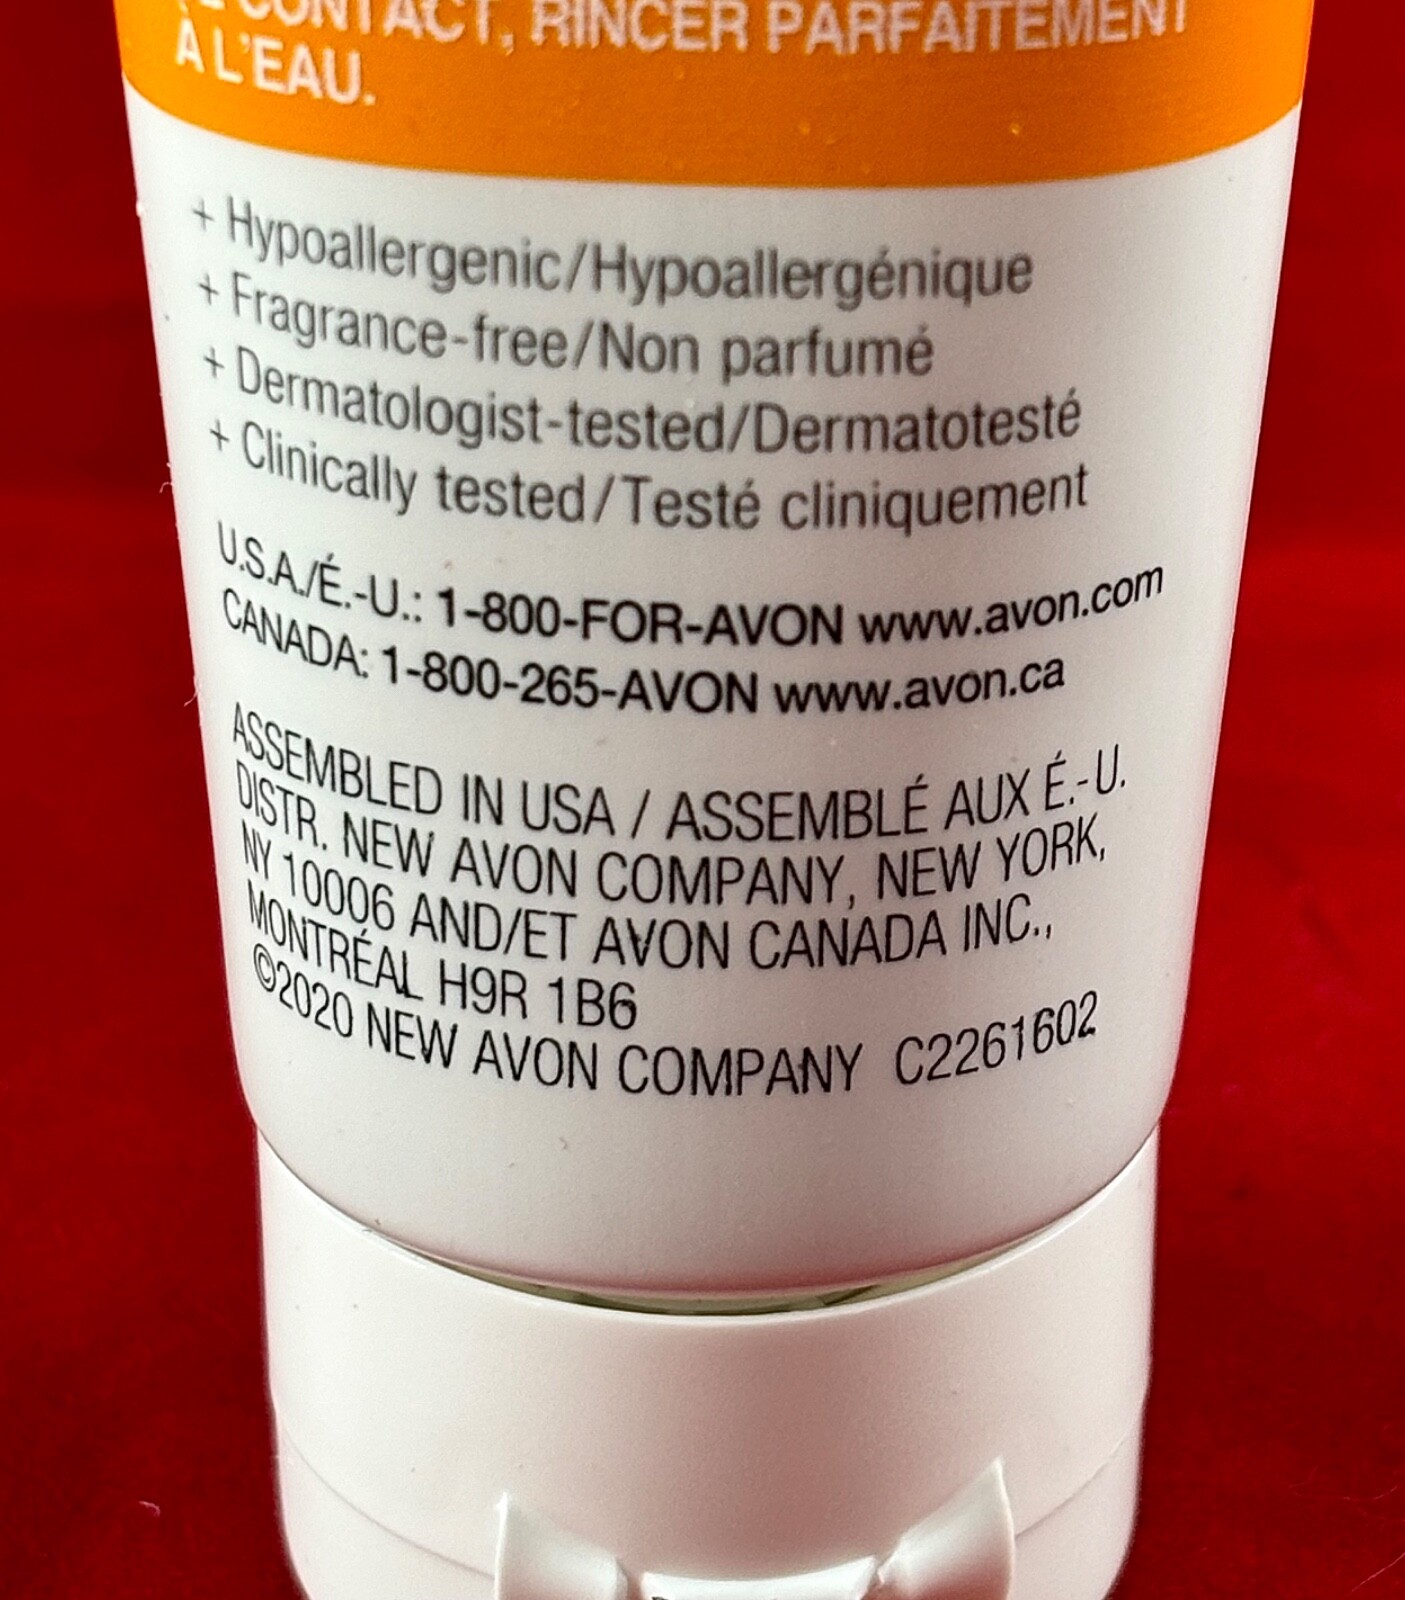 CONTACT, RINCER PARFAITEMENT
À L'EAU.
+ Hypoallergenic/Hypoallergénique
+ Fragrance-free/Non parfumé
+ Dermatologist-tested/Dermatotesté
+ Clinically tested/Testé cliniquement
U.S.A./É.-U.: 1-800-FOR-AVON www.avon.com
CANADA: 1-800-265-AVON www.avon.ca
ASSEMBLED IN USA / ASSEMBLÉ AUX É.-U.
DISTR. NEW AVON COMPANY, NEW YORK,
NY 10006 AND/ET AVON CANADA INC.,
MONTRÉAL H9R 1B6
©2020 NEW AVON COMPANY C2261602